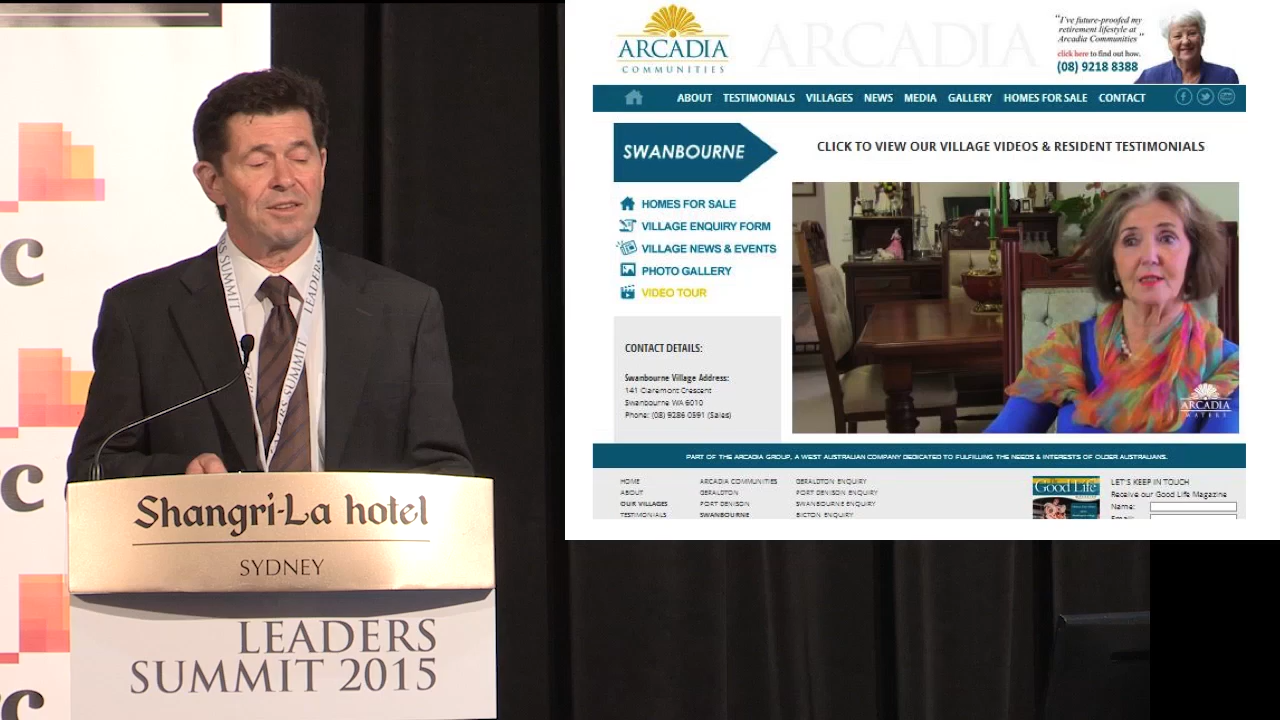 c
c
c
SUMMIT
LEADERS
LEADERS SUMMIT
Shangri-La hotel
SYDNEY
LEADERS
SUMMIT 2015
ARCADIA
COMMUNITIES
ARCADIA
"I've future-proofed my
retirement lifestyle at
Arcadia Communities"
click here to find out how.
(08) 9218 8388
ABOUT TESTIMONIALS VILLAGES NEWS MEDIA GALLERY HOMES FOR SALE CONTACT
SWANBOURNE
CLICK TO VIEW OUR VILLAGE VIDEOS & RESIDENT TESTIMONIALS
HOMES FOR SALE
VILLAGE ENQUIRY FORM
VILLAGE NEWS & EVENTS
PHOTO GALLERY
VIDEO TOUR
CONTACT DETAILS:
Swanbourne Village Address:
141 Claremont Crescent
Swanbourne WA 6010
Phone: (08) 9286 0591 (Sales)
ARCADIA
WATERS
PART OF THE ARCADIA GROUP, A WEST AUSTRALIAN COMPANY DEDICATED TO FULFILLING THE NEEDS & INTERESTS OF OLDER AUSTRALIANS.
HOME
ABOUT
OUR VILLAGES
TESTIMONIALS
ARCADIA COMMUNITIES
GERALDTON
PORT DENISON
SWANBOURNE
GERALDTON ENQUIRY
PORT DENISON ENQUIRY
SWANBOURNE ENQUIRY
BICTON ENQUIRY
Good Life
LET'S KEEP IN TOUCH
Receive our Good Life Magazine
Name:
Email: